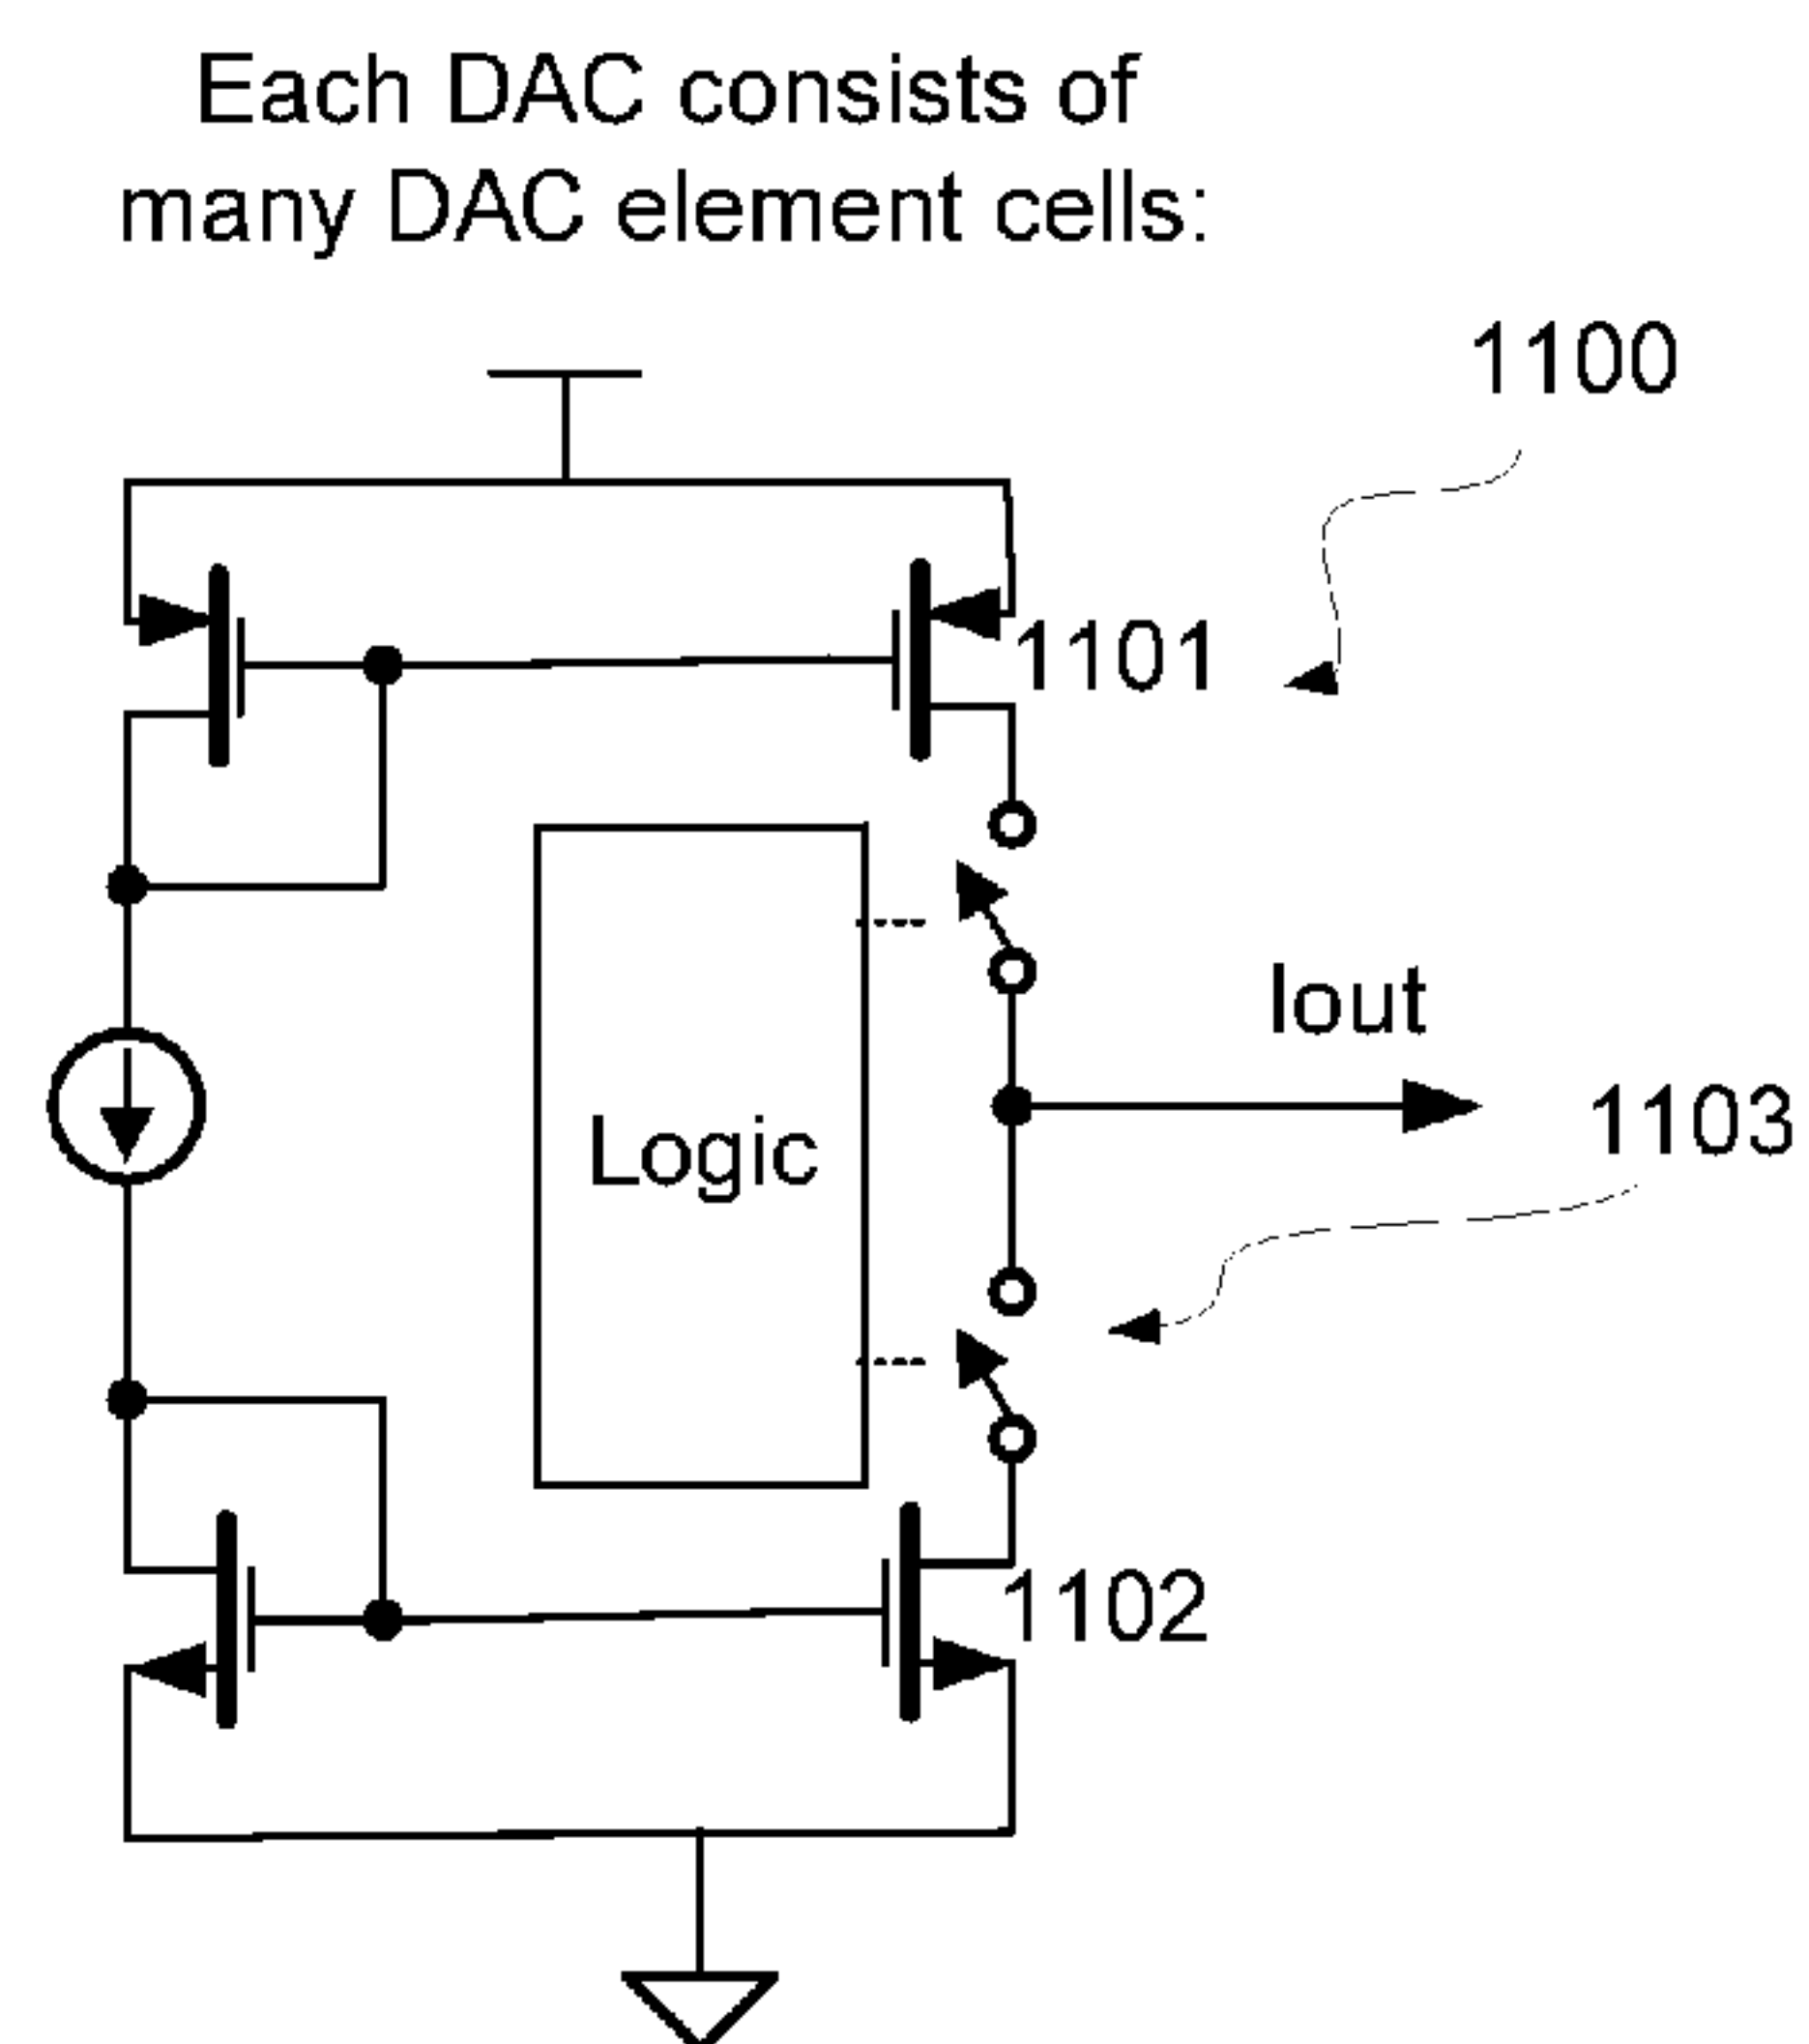 Each DAC consists of
many DAC element cells:
1100
1101
Iout
1103
Logic
1102